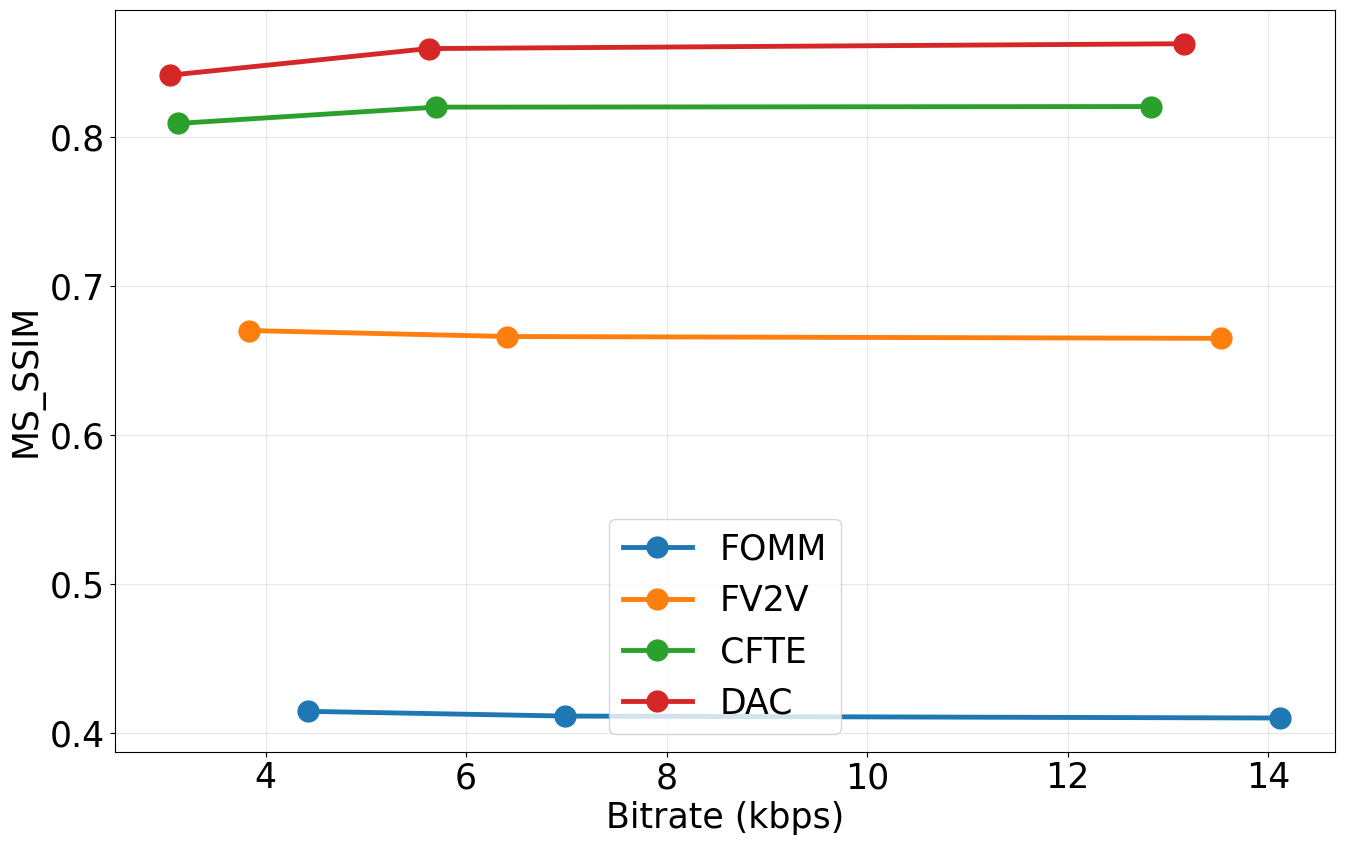 MS_SSIM
0.8
0.7
0.6
0.5
0.4
FOMM
FV2V
CFTE
DAC
4 6 8 10 12 14
Bitrate (kbps)